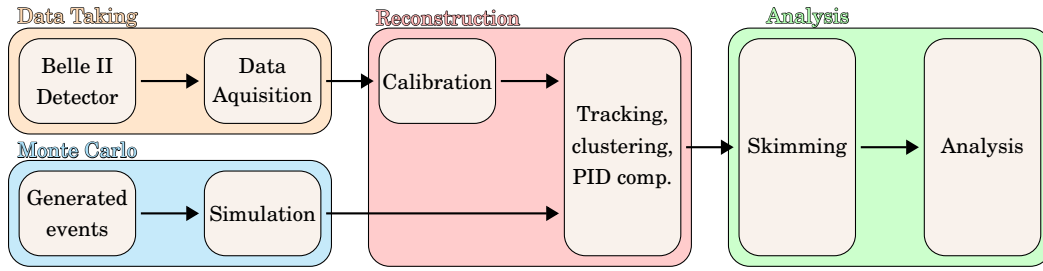 Data Taking
Belle II
Detector
Data
Aquisition
Monte Carlo
Generated
events
Simulation
Reconstruction
Calibration
Tracking,
clustering,
PID comp.
Analysis
Skimming
Analysis